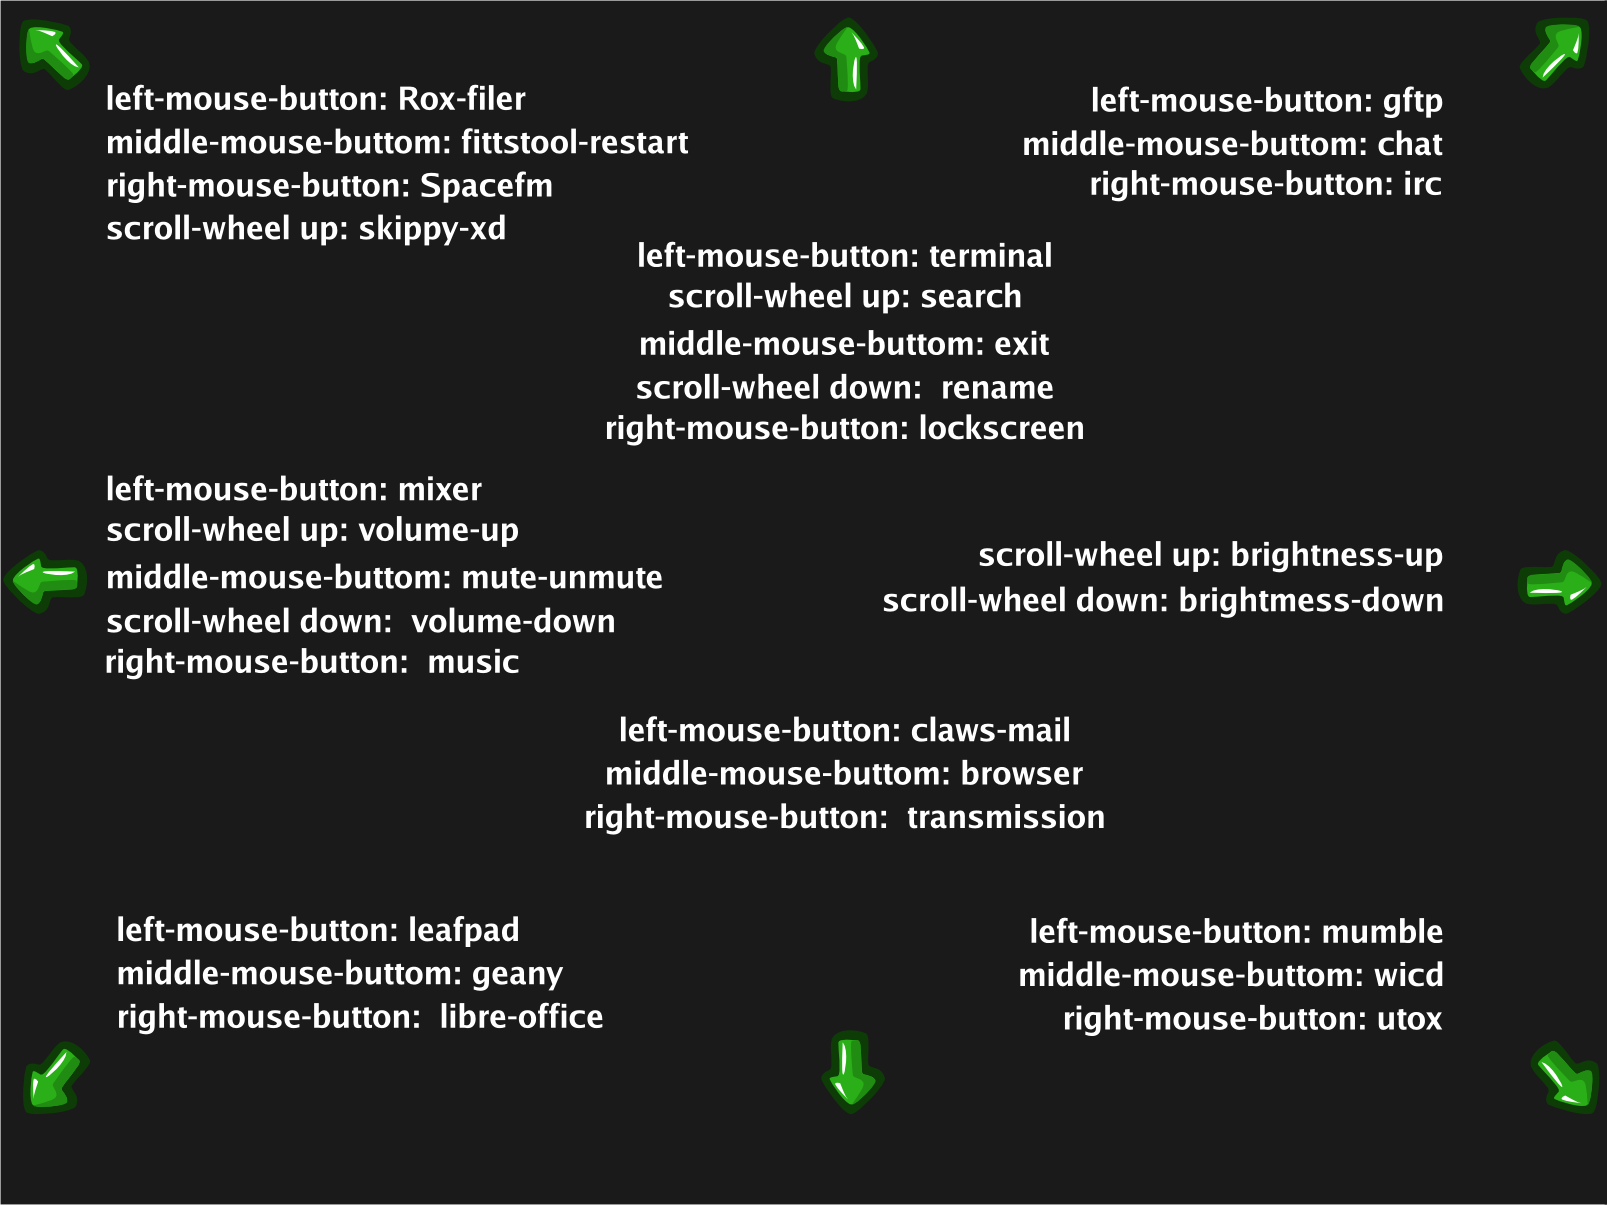 left-mouse-button: Rox-filer
middle-mouse-buttom: fittstool-restart
right-mouse-button: Spacefm
scroll-wheel up: skippy-xd
left-mouse-button: gftp
middle-mouse-buttom: chat
right-mouse-button: irc
left-mouse-button: terminal
scroll-wheel up: search
middle-mouse-buttom: exit
scroll-wheel down:  rename
right-mouse-button: lockscreen
left-mouse-button: mixer
scroll-wheel up: volume-up
middle-mouse-buttom: mute-unmute
scroll-wheel down:  volume-down
right-mouse-button:  music
scroll-wheel up: brightness-up
scroll-wheel down: brightmess-down
left-mouse-button: claws-mail
middle-mouse-buttom: browser
right-mouse-button:  transmission
left-mouse-button: leafpad
middle-mouse-buttom: geany
right-mouse-button:  libre-office
left-mouse-button: mumble
middle-mouse-buttom: wicd
right-mouse-button: utox